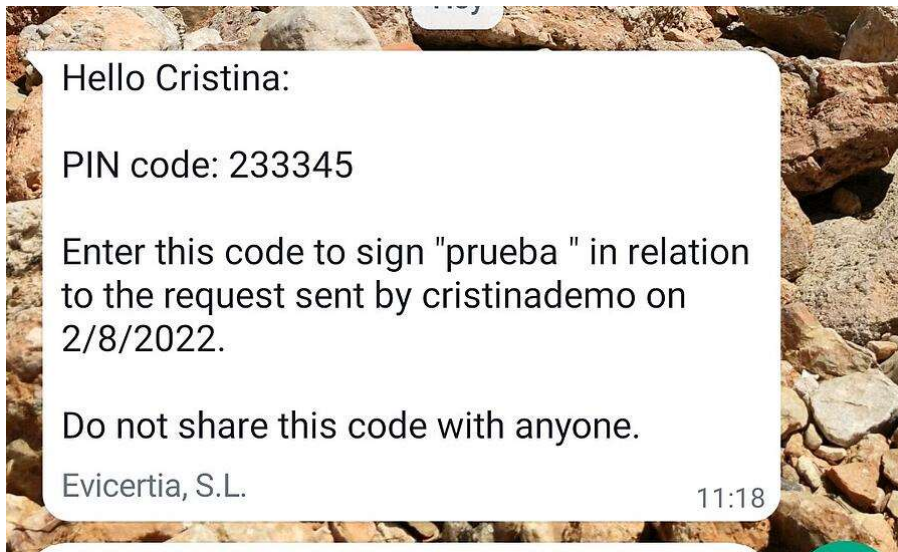 Hello Cristina:
PIN code: 233345
Enter this code to sign "prueba " in relation
to the request sent by cristinademo on
2/8/2022.
Do not share this code with anyone.
Evicertia, S.L.
11:18